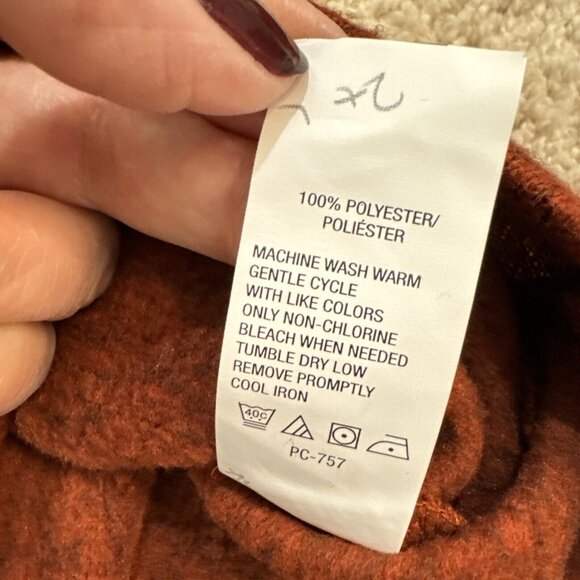 100% POLYESTER/
POLIÉSTER
MACHINE WASH WARM
GENTLE CYCLE
WITH LIKE COLORS
ONLY NON-CHLORINE
BLEACH WHEN NEEDED
TUMBLE DRY LOW
REMOVE PROMPTLY
COOL IRON
40C
PC-757